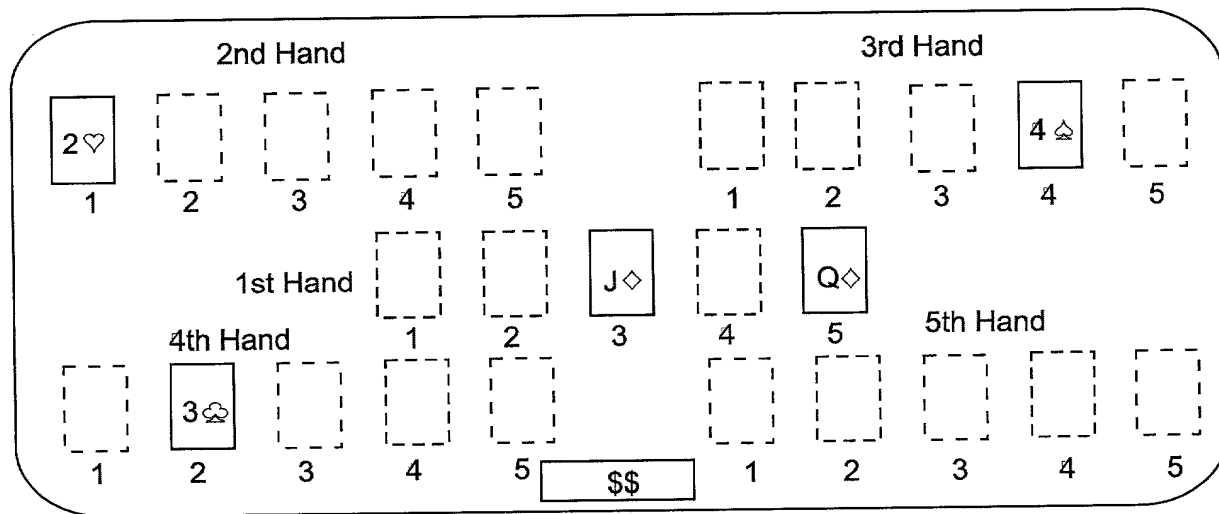 2nd Hand
3rd Hand
2♡
4♤
1 2 3 4 5
1 2 3 4 5
1st Hand
J♢
Q♢
1 2 3 4 5
4th Hand
5th Hand
3♧
1 2 3 4 5
1 2 3 4 5
$$